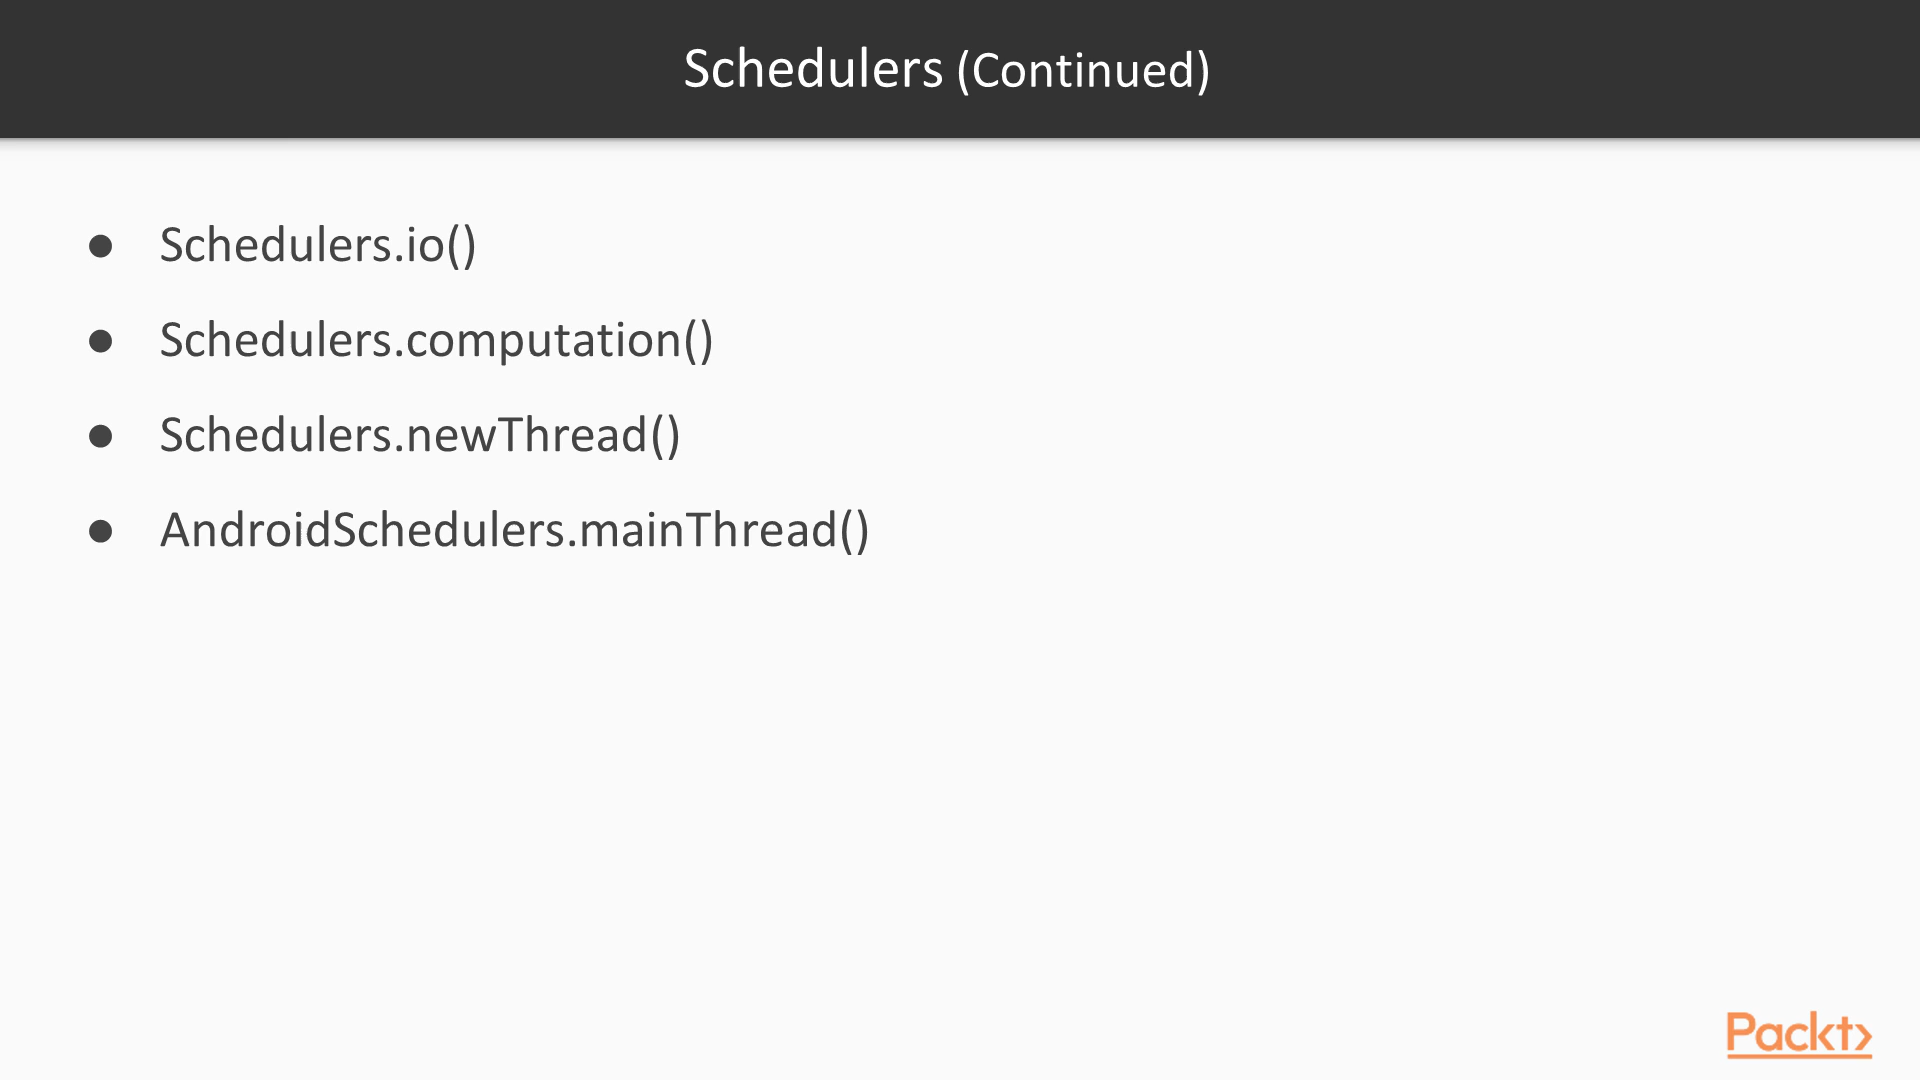 Schedulers (Continued)
● Schedulers.io()
● Schedulers.computation()
● Schedulers.newThread()
● AndroidSchedulers.mainThread()
Packt>